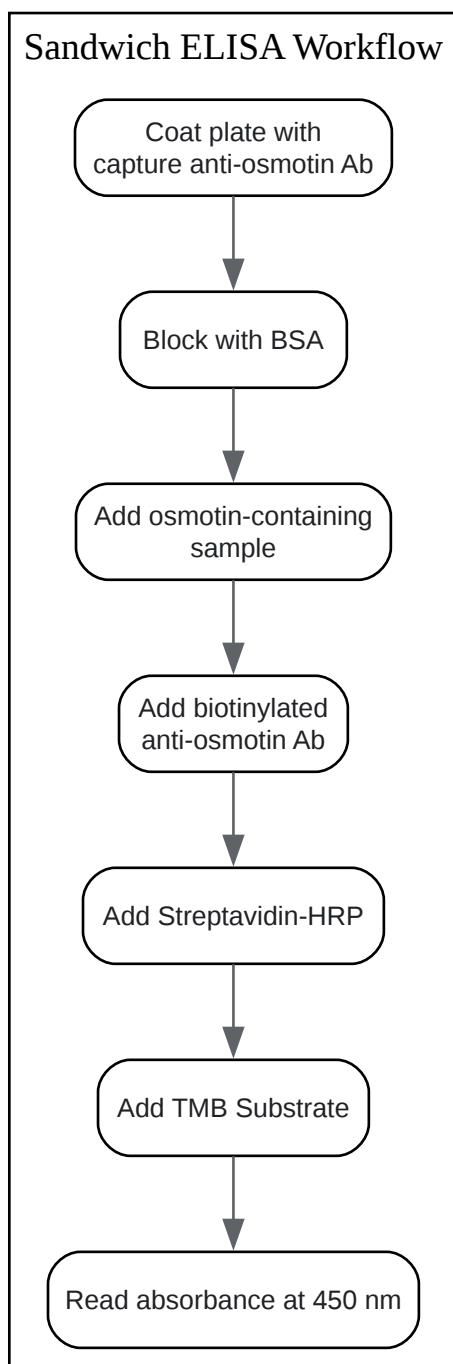 Sandwich ELISA Workflow
Coat plate with
capture anti-osmotin Ab
Block with BSA
Add osmotin-containing
sample
Add biotinylated
anti-osmotin Ab
Add Streptavidin-HRP
Add TMB Substrate
Read absorbance at 450 nm